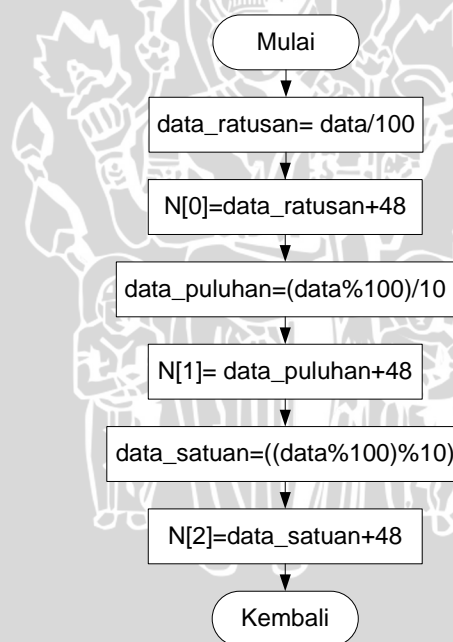 Mulai
data_ratusan= data/100
N[0]=data_ratusan+48
data_puluhan=(data%100)/10
N[1]= data_puluhan+48
data_satuan=((data%100)%10)
N[2]=data_satuan+48
Kembali